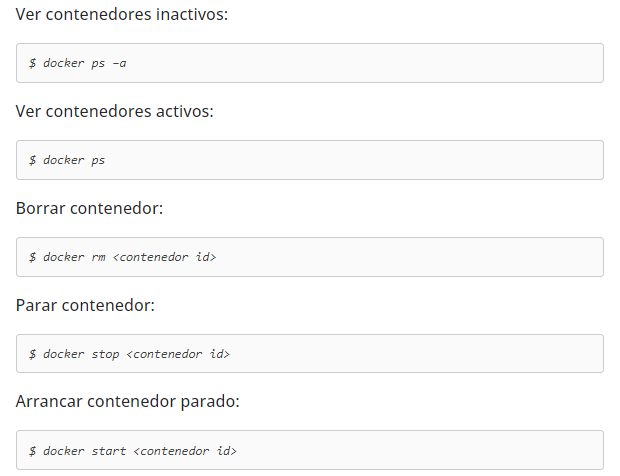 Ver contenedores inactivos:
$ docker ps –a
Ver contenedores activos:
$ docker ps
Borrar contenedor:
$ docker rm <contenedor id>
Parar contenedor:
$ docker stop <contenedor id>
Arrancar contenedor parado:
$ docker start <contenedor id>